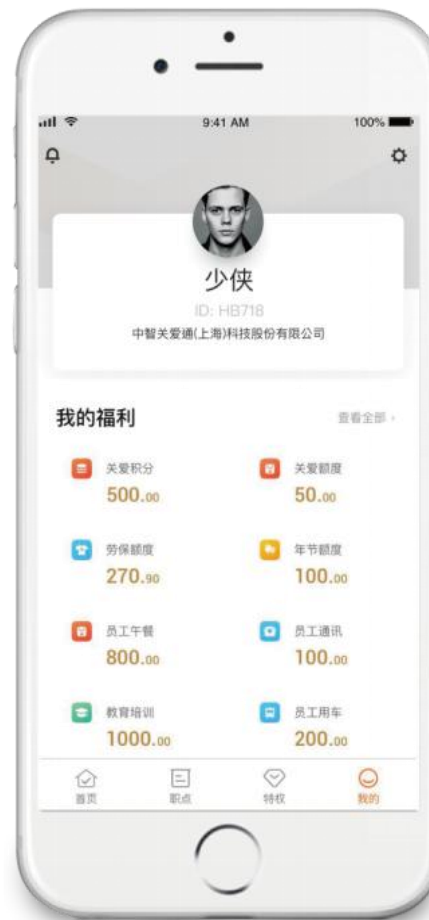 9:41 AM 100%
少侠
ID: HB718
中智关爱通(上海)科技股份有限公司
我的福利 查看全部
关爱积分 关爱额度
500.00 50.00
劳保额度 年节额度
270.90 100.00
员工午餐 员工通讯
800.00 100.00
教育培训 员工用车
1000.00 200.00
首页 职点 特权 我的